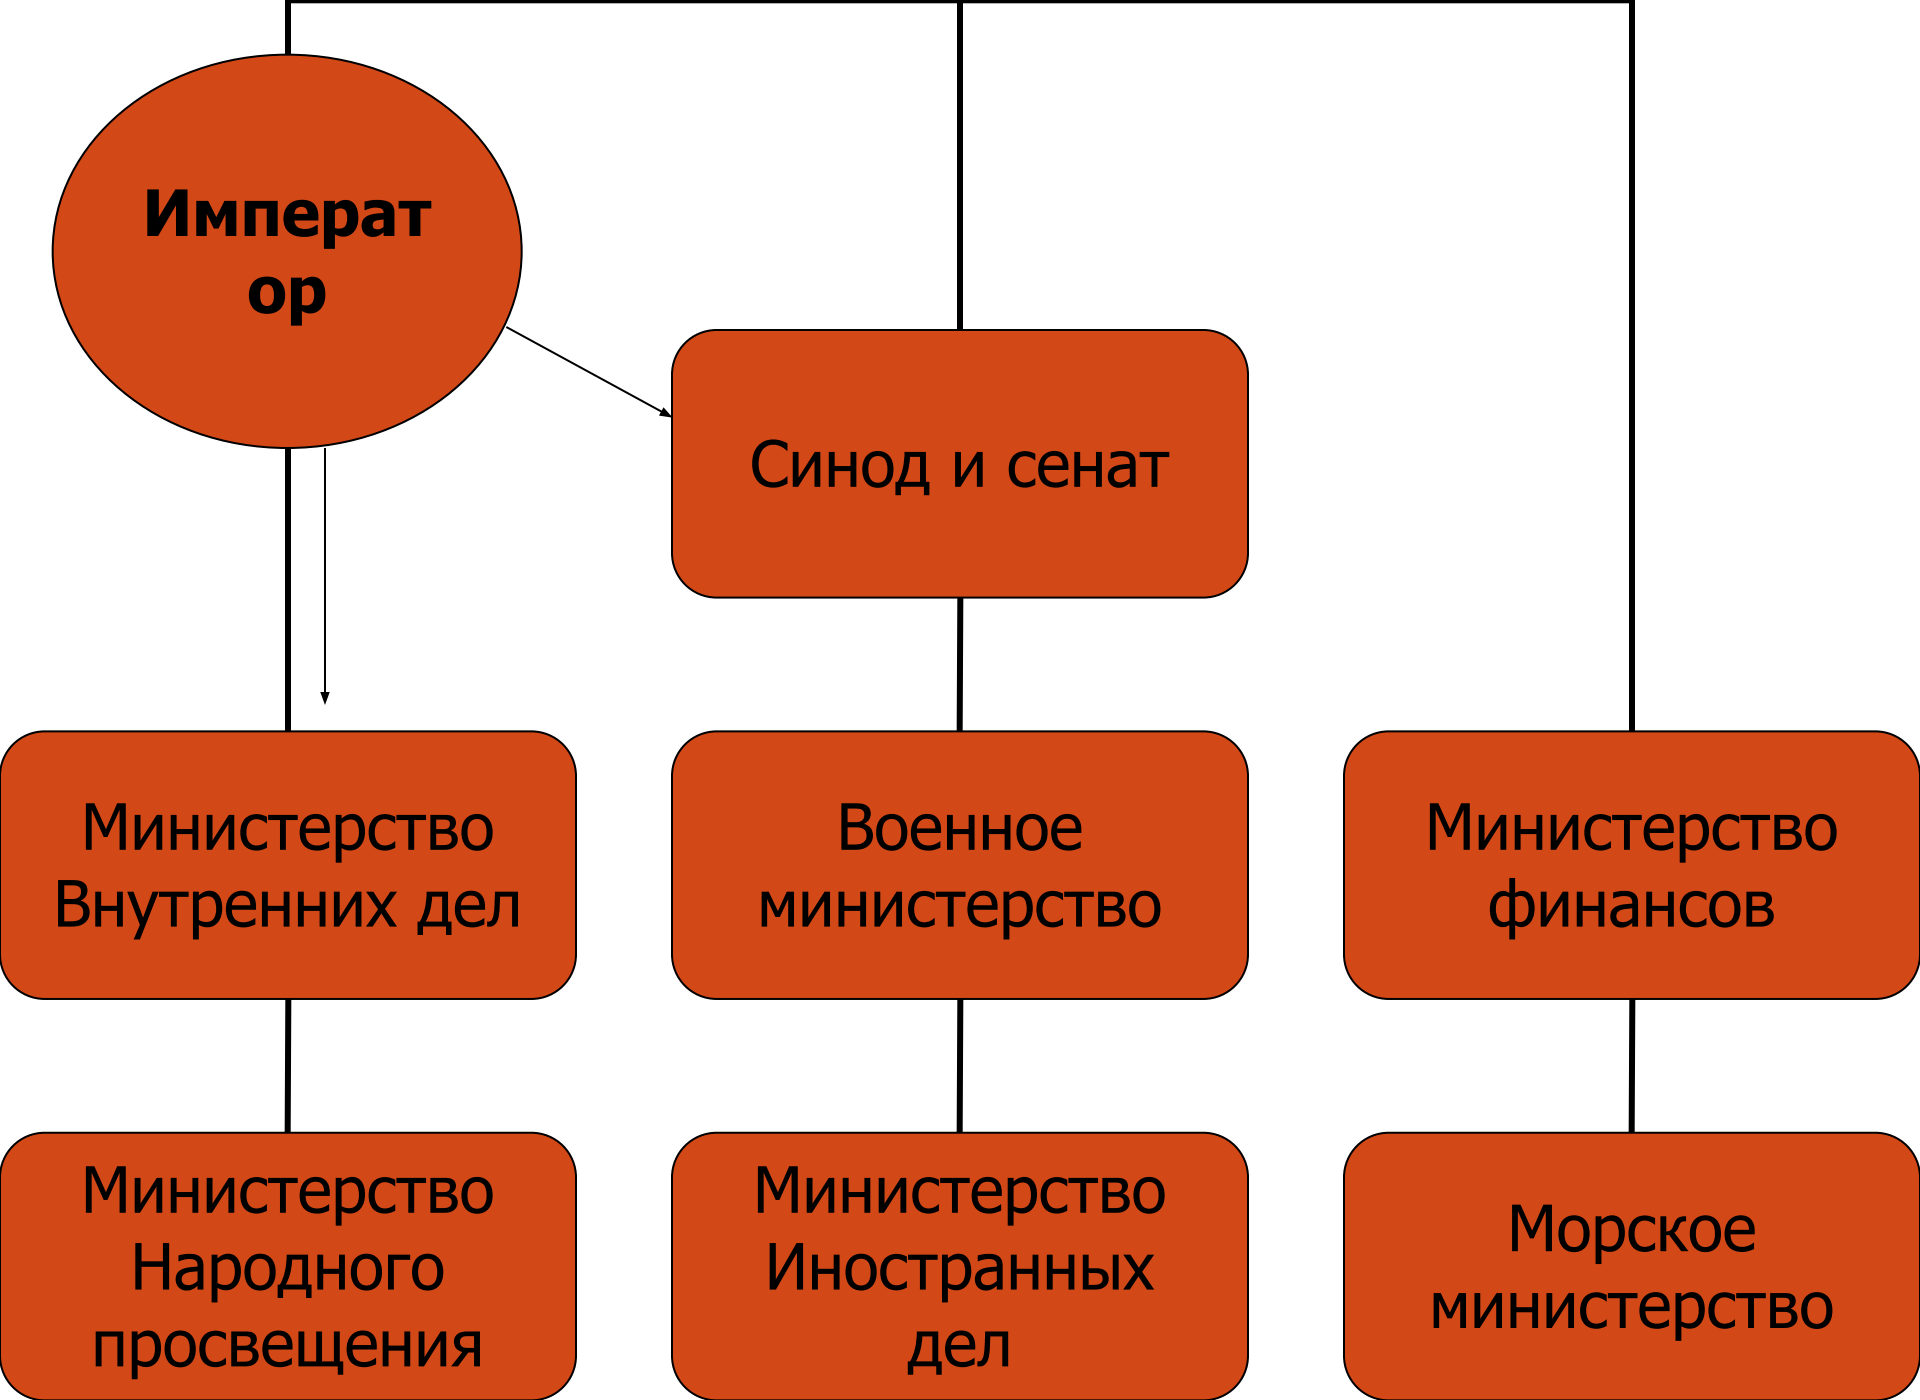 Императ
ор
Синод и сенат
Министерство
Внутренних дел
Военное
министерство
Министерство
финансов
Министерство
Народного
просвещения
Министерство
Иностранных
дел
Морское
министерство